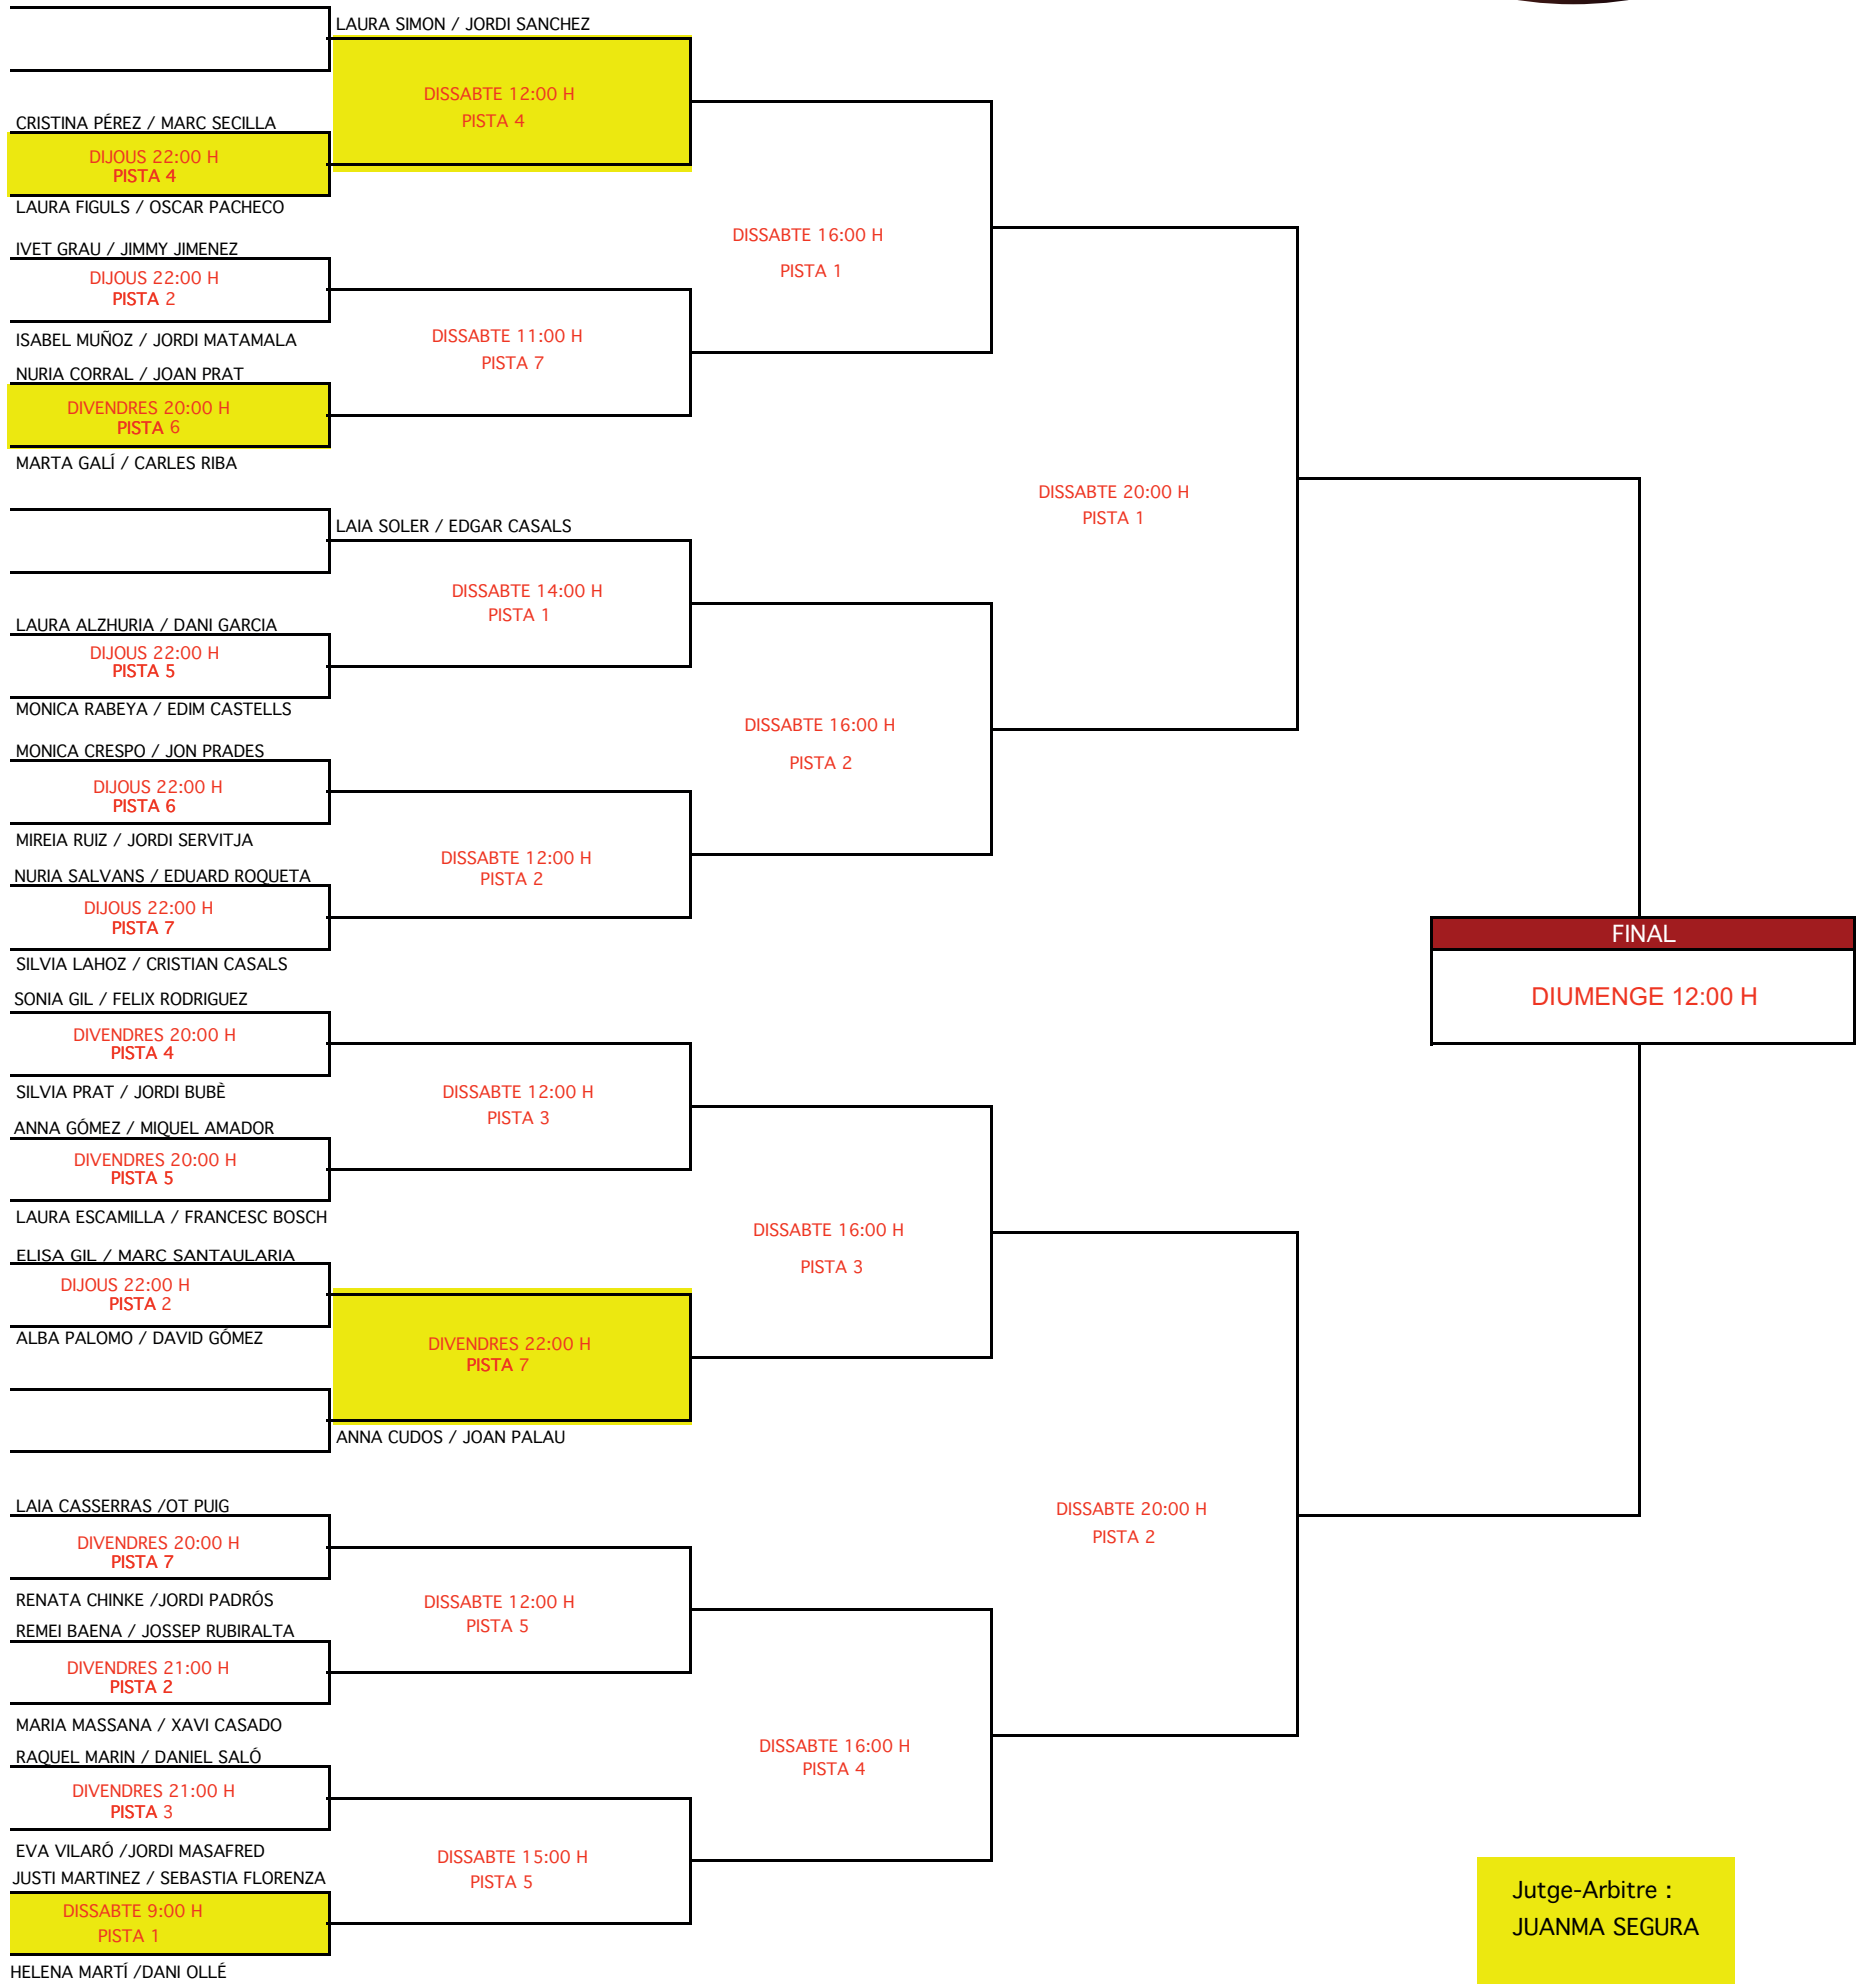 LAURA SIMON / JORDI SANCHEZ
DISSABTE 12:00 H
PISTA 4
CRISTINA PÉREZ / MARC SECILLA
DIJOUS 22:00 H
PISTA 4
LAURA FIGULS / OSCAR PACHECO
IVET GRAU / JIMMY JIMENEZ
DIJOUS 22:00 H
PISTA 2
ISABEL MUÑOZ / JORDI MATAMALA
DISSABTE 11:00 H
PISTA 7
NURIA CORRAL / JOAN PRAT
DIVENDRES 20:00 H
PISTA 6
MARTA GALÍ / CARLES RIBA
DISSABTE 16:00 H
PISTA 1
LAIA SOLER / EDGAR CASALS
DISSABTE 14:00 H
PISTA 1
LAURA ALZHURIA / DANI GARCIA
DIJOUS 22:00 H
PISTA 5
MONICA RABEYA / EDIM CASTELLS
MONICA CRESPO / JON PRADES
DIJOUS 22:00 H
PISTA 6
MIREIA RUIZ / JORDI SERVITJA
DISSABTE 12:00 H
PISTA 2
NURIA SALVANS / EDUARD ROQUETA
DIJOUS 22:00 H
PISTA 7
SILVIA LAHOZ / CRISTIAN CASALS
DISSABTE 16:00 H
PISTA 2
DISSABTE 20:00 H
PISTA 1
FINAL
DIUMENGE 12:00 H
SONIA GIL / FELIX RODRIGUEZ
DIVENDRES 20:00 H
PISTA 4
SILVIA PRAT / JORDI BUBÈ
DISSABTE 12:00 H
PISTA 3
ANNA GÓMEZ / MIQUEL AMADOR
DIVENDRES 20:00 H
PISTA 5
LAURA ESCAMILLA / FRANCESC BOSCH
DISSABTE 16:00 H
PISTA 3
ELISA GIL / MARC SANTAULARIA
DIJOUS 22:00 H
PISTA 2
ALBA PALOMO / DAVID GÓMEZ
DIVENDRES 22:00 H
PISTA 7
ANNA CUDOS / JOAN PALAU
LAIA CASSERRAS /OT PUIG
DIVENDRES 20:00 H
PISTA 7
RENATA CHINKE /JORDI PADRÓS
DISSABTE 12:00 H
PISTA 5
REMEI BAENA / JOSSEP RUBIRALTA
DIVENDRES 21:00 H
PISTA 2
MARIA MASSANA / XAVI CASADO
DISSABTE 20:00 H
PISTA 2
DISSABTE 16:00 H
PISTA 4
RAQUEL MARIN / DANIEL SALÓ
DIVENDRES 21:00 H
PISTA 3
EVA VILARÓ /JORDI MASAFRED
DISSABTE 15:00 H
PISTA 5
JUSTI MARTINEZ / SEBASTIA FLORENZA
DISSABTE 9:00 H
PISTA 1
HELENA MARTÍ /DANI OLLÉ
Jutge-Arbitre :
JUANMA SEGURA